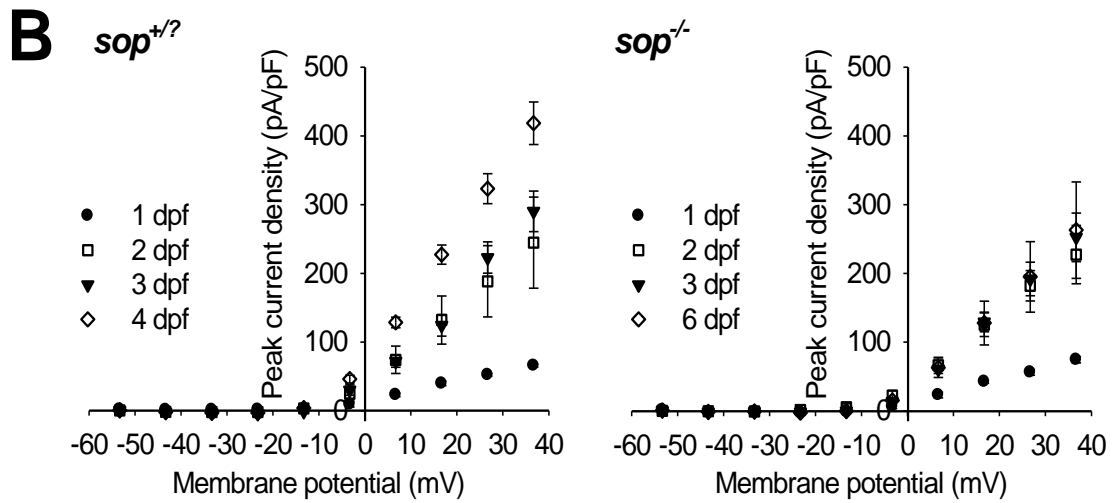 B
sop+/?
Peak current density (pA/pF)
500
400
300
200
100
0
1 dpf
2 dpf
3 dpf
4 dpf
-60 -50 -40 -30 -20 -10 0 10 20 30 40
Membrane potential (mV)
sop-/-
Peak current density (pA/pF)
500
400
300
200
100
0
1 dpf
2 dpf
3 dpf
6 dpf
-60 -50 -40 -30 -20 -10 0 10 20 30 40
Membrane potential (mV)